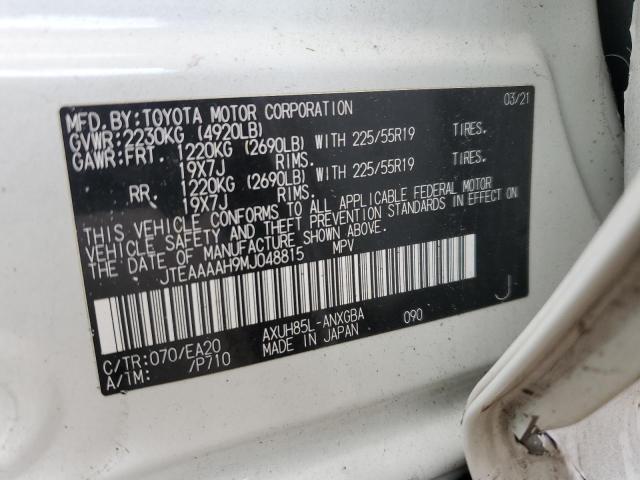 MFD.BY:TOYOTA MOTOR CORPORATION 03/21
GVWR:2230KG (4920LB)
GAWR:FRT. 1220KG (2690LB) WITH 225/55R19 TIRES.
19X7J RIMS.
RR. 1220KG (2690LB) WITH 225/55R19 TIRES.
19X7J RIMS.
THIS VEHICLE CONFORMS TO ALL APPLICABLE FEDERAL MOTOR
VEHICLE SAFETY AND THEFT PREVENTION STANDARDS IN EFFECT ON
THE DATE OF MANUFACTURE SHOWN ABOVE.
JTEAAAAH9MJ048815 MPV
J
C/TR:070/EA20 AXUH85L-ANXGBA 090
A/TM: /P710 MADE IN JAPAN